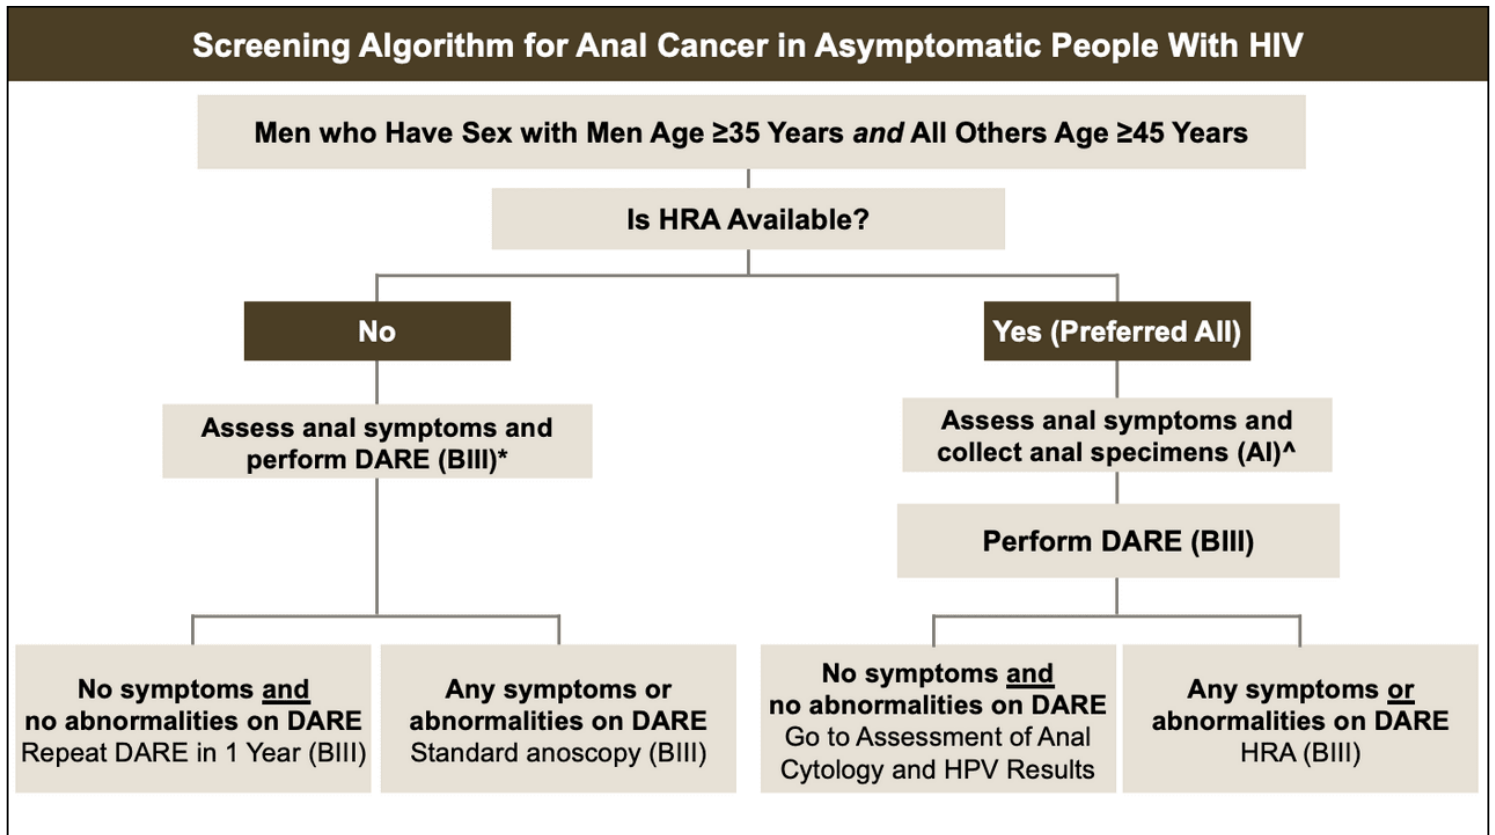 Screening Algorithm for Anal Cancer in Asymptomatic People With HIV
Men who Have Sex with Men Age ≥35 Years and All Others Age ≥45 Years
Is HRA Available?
No
Assess anal symptoms and
perform DARE (BIII)*
No symptoms and
no abnormalities on DARE
Repeat DARE in 1 Year (BIII)
Any symptoms or
abnormalities on DARE
Standard anoscopy (BIII)
Yes (Preferred AII)
Assess anal symptoms and
collect anal specimens (AI)^
Perform DARE (BIII)
No symptoms and
no abnormalities on DARE
Go to Assessment of Anal
Cytology and HPV Results
Any symptoms or
abnormalities on DARE
HRA (BIII)